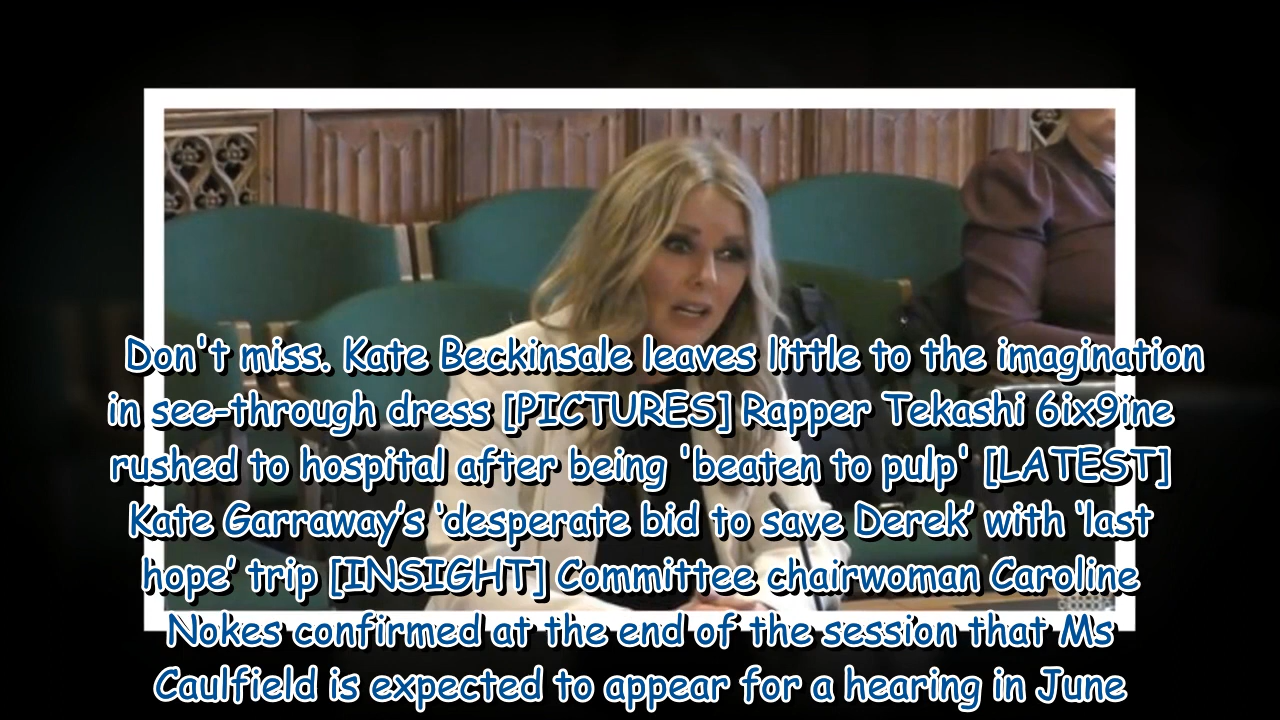 Don't miss. Kate Beckinsale leaves little to the imagination
in see-through dress [PICTURES] Rapper Tekashi 6ix9ine
rushed to hospital after being 'beaten to pulp' [LATEST]
Kate Garraway’s ‘desperate bid to save Derek’ with ‘last
hope’ trip [INSIGHT] Committee chairwoman Caroline
Nokes confirmed at the end of the session that Ms
Caulfield is expected to appear for a hearing in June